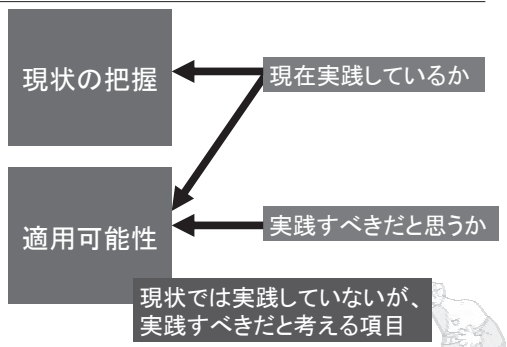 現状の把握
現在実践しているか
適用可能性
実践すべきだと思うか
現状では実践していないが、
実践すべきだと考える項目